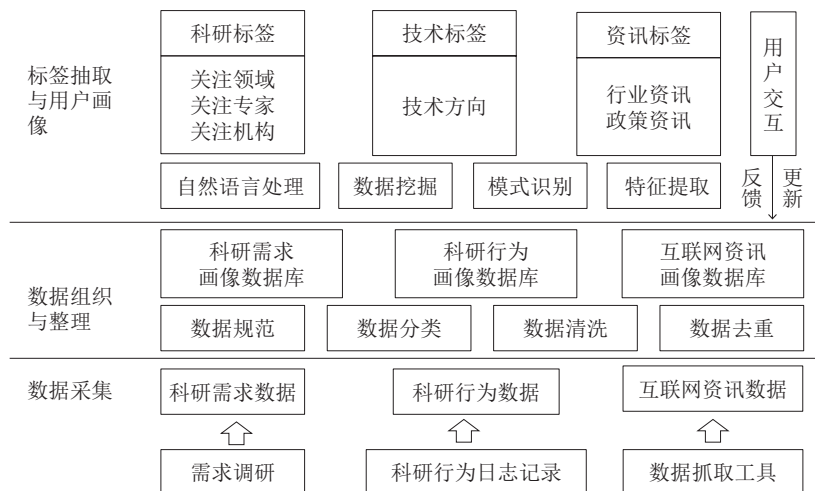 科研标签
技术标签
资讯标签
标签抽取
与用户画
像
关注领域
关注专家
关注机构
技术方向
行业资讯
政策资讯
用户交互
自然语言处理
数据挖掘
模式识别
特征提取
反馈
更新
数据组织
与整理
科研需求
画像数据库
科研行为
画像数据库
互联网资讯
画像数据库
数据规范
数据分类
数据清洗
数据去重
数据采集
科研需求数据
科研行为数据
互联网资讯数据
需求调研
科研行为日志记录
数据抓取工具